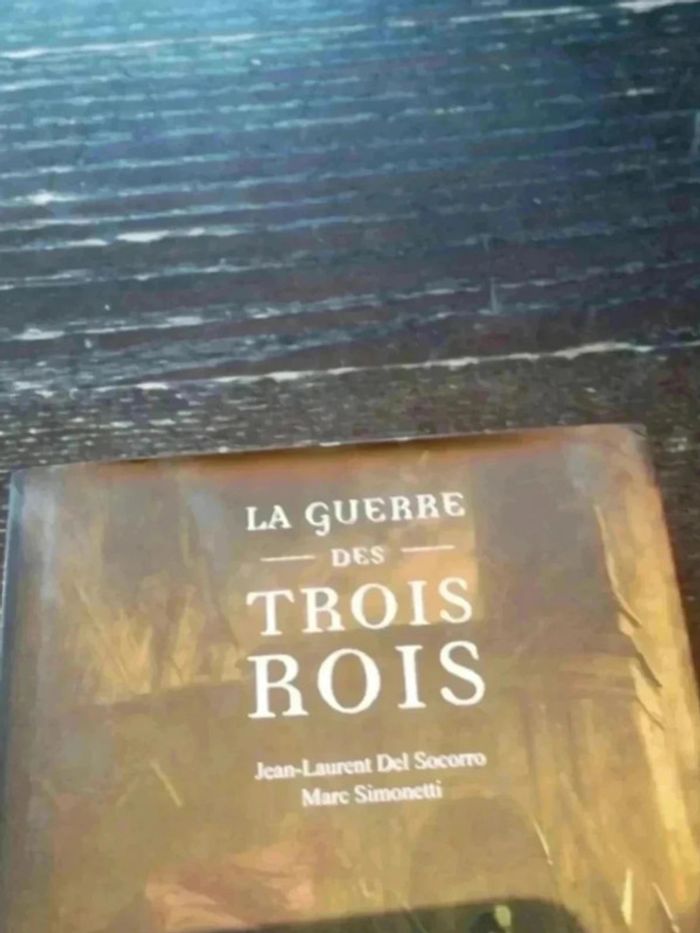 LA GUERRE
DES
TROIS
ROIS
Jean-Laurent Del Socorro
Marc Simonetti